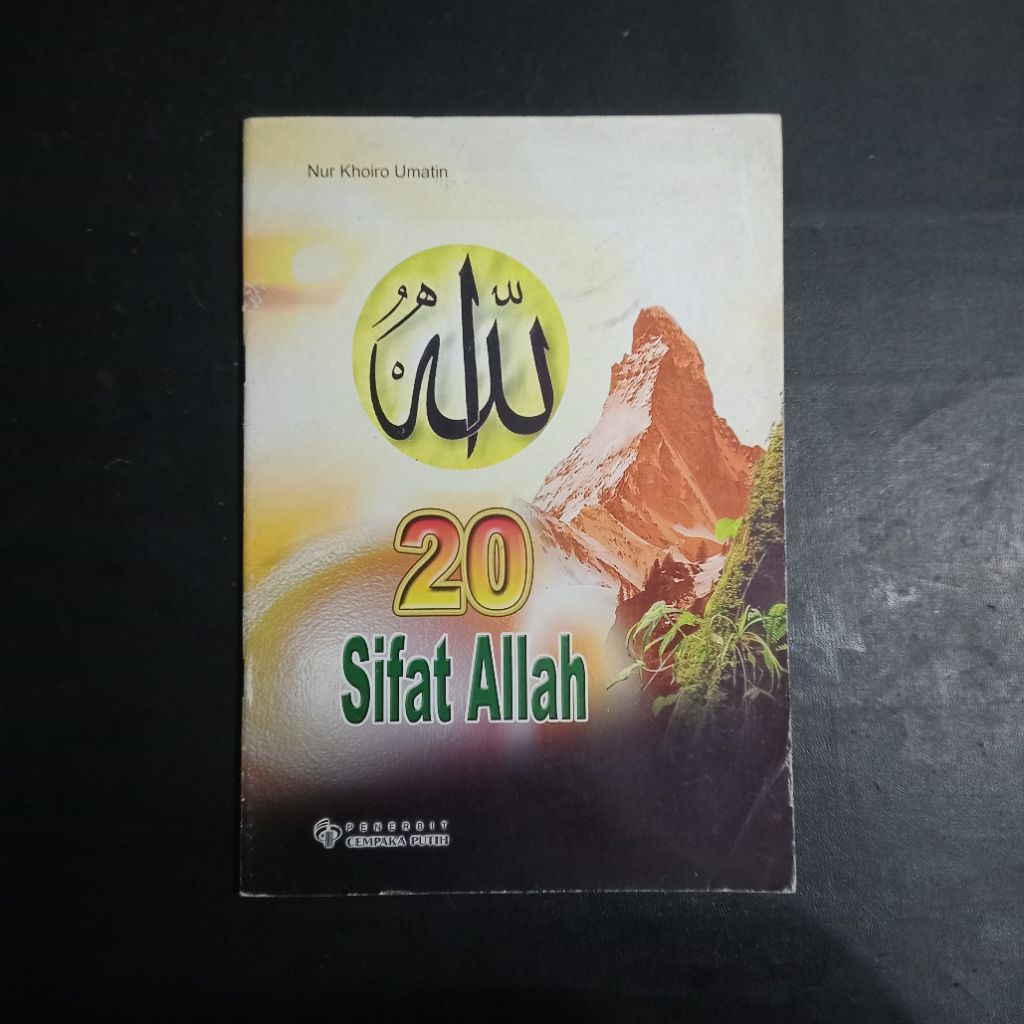 Nur Khoiro Umatin
الله
20
Sifat Allah
PENERBIT
CEMPAKA PUTIH